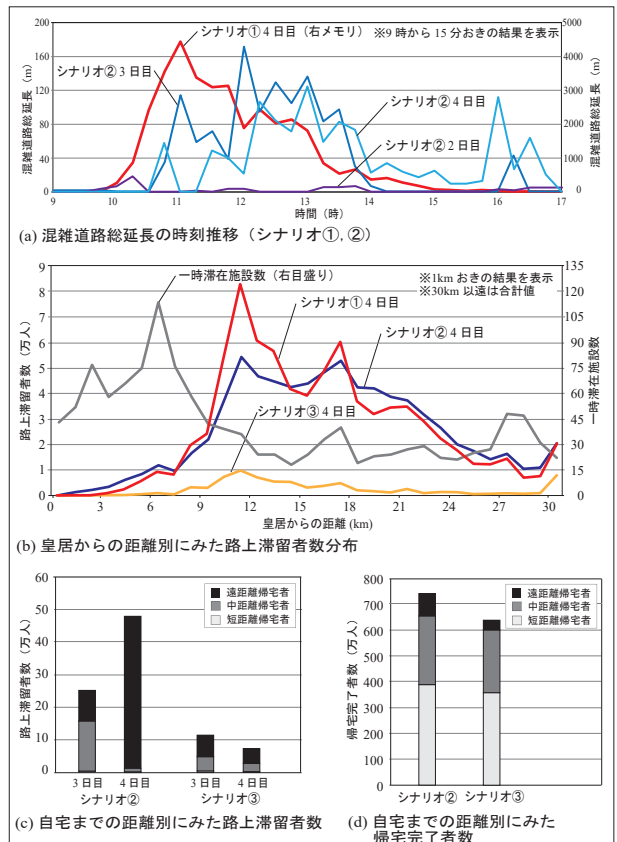 シナリオ① 4日目（右メモリ） ※9時から15分おきの結果を表示
シナリオ② 3日目
シナリオ② 4日目
シナリオ② 2日目
混雑道路総延長（m）
200
160
120
80
40
0
混雑道路総延長（m）
5000
4000
3000
2000
1000
0
9 10 11 12 13 14 15 16 17
時間（時）
(a) 混雑道路総延長の時刻推移（シナリオ①, ②）
一時滞在施設数（右目盛り）
※1km おきの結果を表示
※30km 以遠は合計値
シナリオ① 4日目
シナリオ② 4日目
シナリオ③ 4日目
路上滞留者数（万人）
9
8
7
6
5
4
3
2
1
0
一時滞在施設数
135
120
105
90
75
60
45
30
15
0
0 3 6 9 12 15 18 21 24 27 30
皇居からの距離 (km)
(b) 皇居からの距離別にみた路上滞留者数分布
路上滞留者数（万人）
60
50
40
30
20
10
0
遠距離帰宅者
中距離帰宅者
短距離帰宅者
3日目 4日目 3日目 4日目
シナリオ② シナリオ③
(c) 自宅までの距離別にみた路上滞留者数
帰宅完了者数（万人）
800
700
600
500
400
300
200
100
0
遠距離帰宅者
中距離帰宅者
短距離帰宅者
シナリオ② シナリオ③
(d) 自宅までの距離別にみた
帰宅完了者数